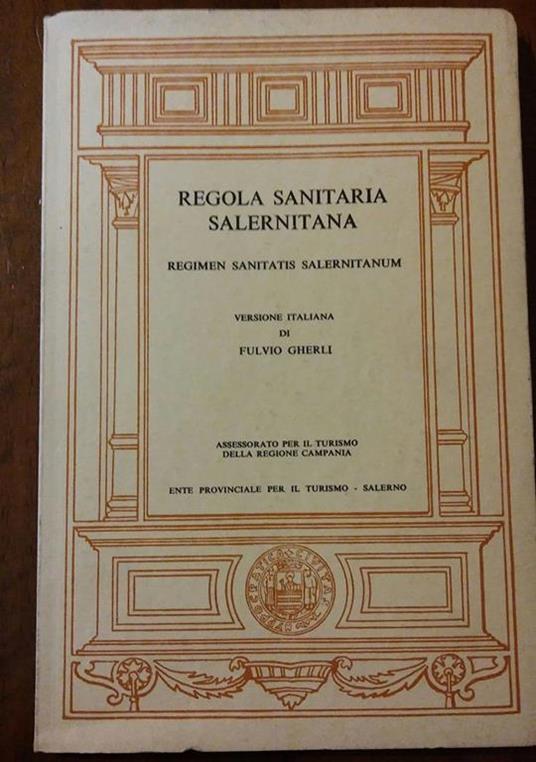 REGOLA SANITARIA
SALERNITANA
REGIMEN SANITATIS SALERNITANUM
VERSIONE ITALIANA
DI
FULVIO GHERLI
ASSESSORATO PER IL TURISMO
DELLA REGIONE CAMPANIA
ENTE PROVINCIALE PER IL TURISMO - SALERNO